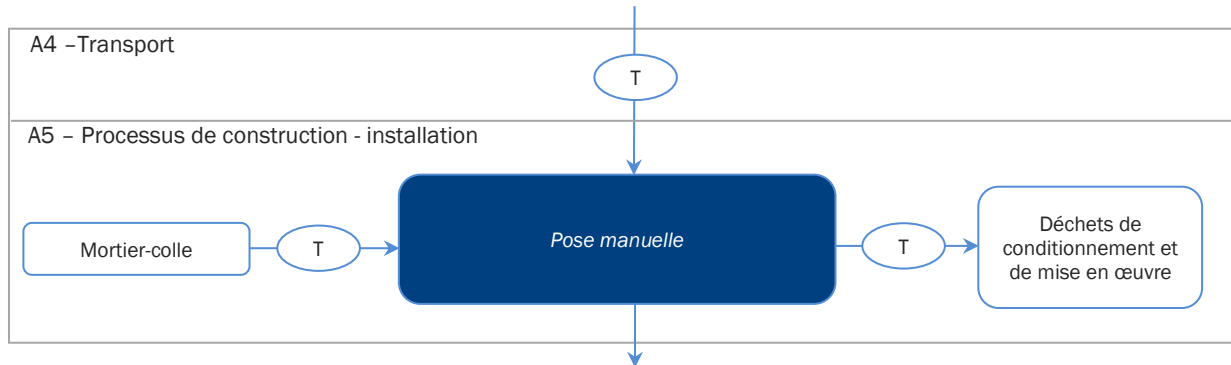 A4 –Transport
T
A5 – Processus de construction - installation
Mortier-colle
T
Pose manuelle
T
Déchets de
conditionnement et
de mise en œuvre